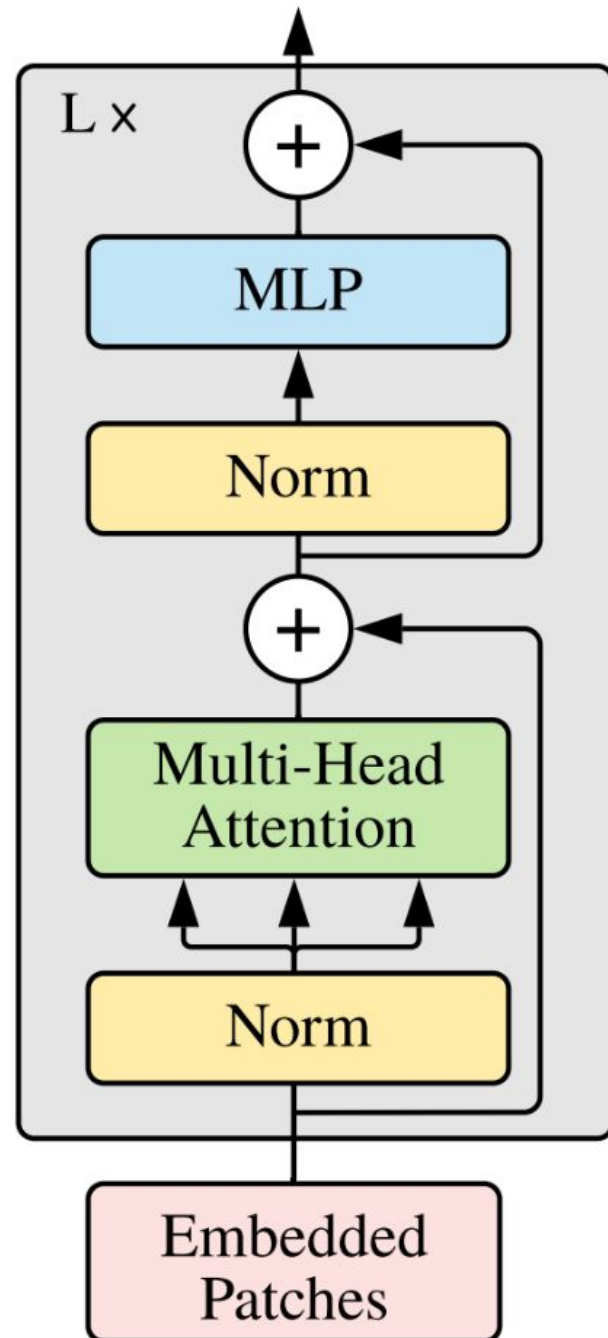 L ×
+
MLP
Norm
+
Multi-Head
Attention
Norm
Embedded
Patches